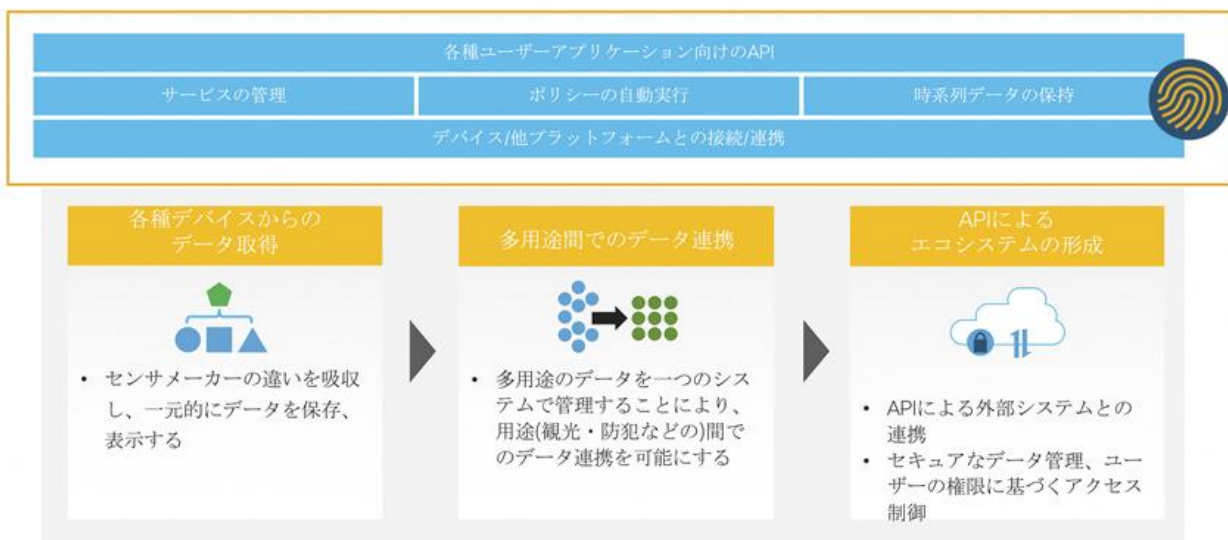 各種ユーザーアプリケーション向けのAPI
サービスの管理
ポリシーの自動実行
時系列データの保持
デバイス/他プラットフォームとの接続/連携
各種デバイスからの
データ取得
• センサメーカーの違いを吸収
し、一元的にデータを保存、
表示する
多用途間でのデータ連携
• 多用途のデータを一つのシス
テムで管理することにより、
用途(観光・防犯などの)間で
のデータ連携を可能にする
APIによる
エコシステムの形成
• APIによる外部システムとの
連携
• セキュアなデータ管理、ユー
ザーの権限に基づくアクセス
制御